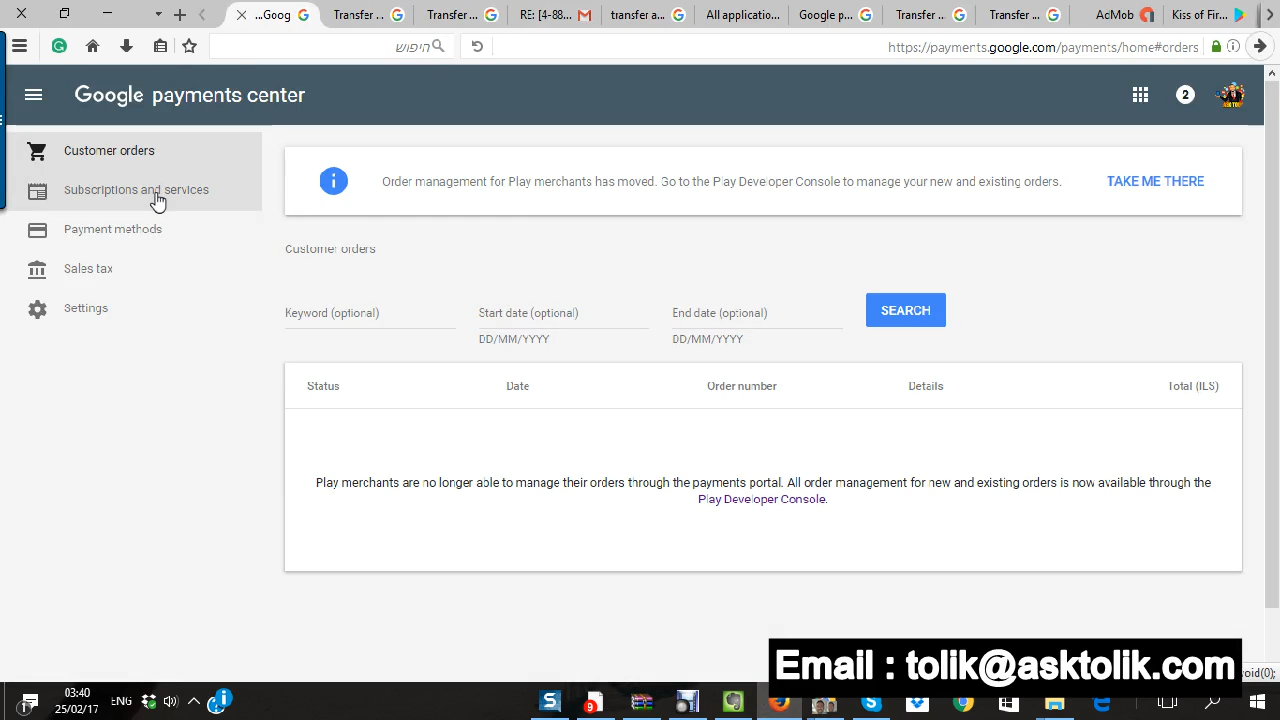 ...Goog
Transfer ...
Transfer ...
RE: [4-88...
transfer a...
All applicatio...
Google p...
Transfer ...
Transfer ...
AcMob
Kiss of Fir...
חיפוש
https://payments.google.com/payments/home#orders
Google payments center
2
Customer orders
Subscriptions and services
Payment methods
Sales tax
Settings
i
Order management for Play merchants has moved. Go to the Play Developer Console to manage your new and existing orders.
TAKE ME THERE
Customer orders
Keyword (optional)
Start date (optional)
End date (optional)
SEARCH
DD/MM/YYYY
DD/MM/YYYY
Status
Date
Order number
Details
Total (ILS)
Play merchants are no longer able to manage their orders through the payments portal. All order management for new and existing orders is now available through the
Play Developer Console.
Email : tolik@asktolik.com
oid(0);
03:40
25/02/17
ENG
9